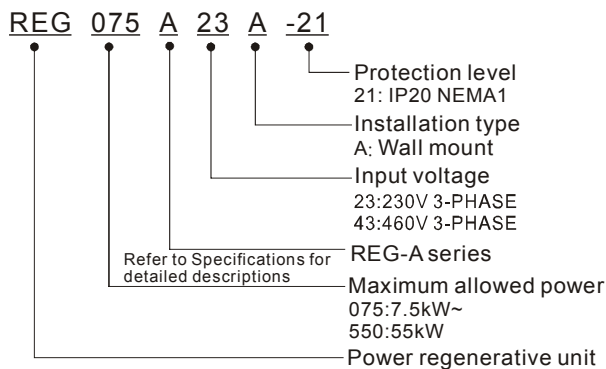 REG 075 A 23 A -21
Protection level
21: IP20 NEMA1
Installation type
A: Wall mount
Input voltage
23:230V 3-PHASE
43:460V 3-PHASE
REG-A series
Refer to Specifications for
detailed descriptions
Maximum allowed power
075:7.5kW~
550:55kW
Power regenerative unit